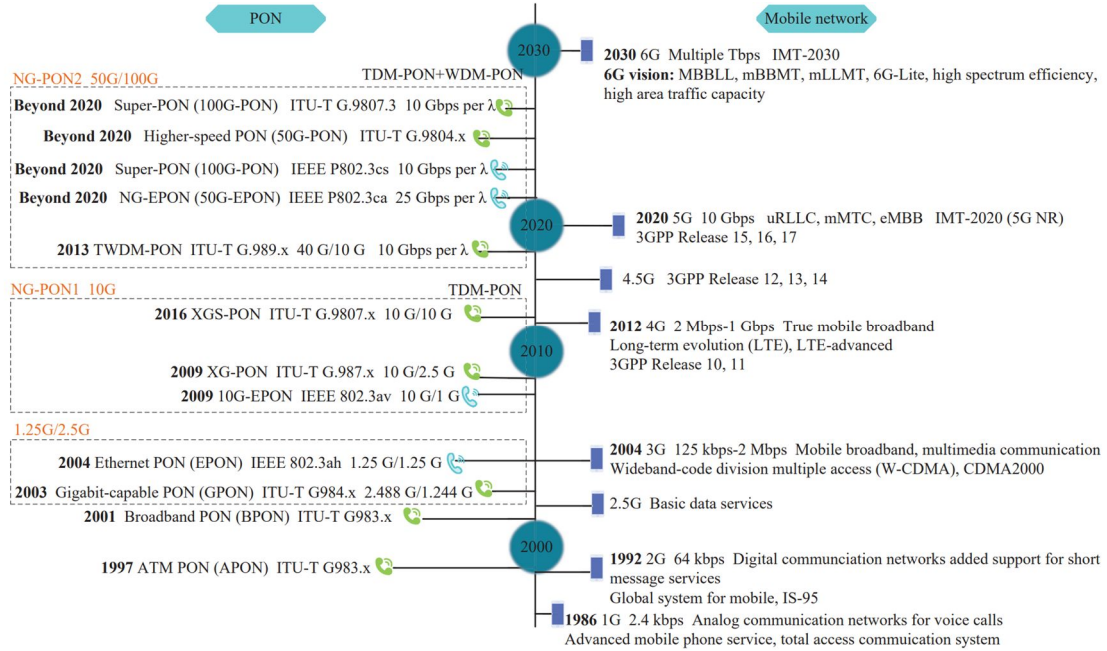 PON
Mobile network
2030
2030 6G Multiple Tbps IMT-2030
6G vision: MBBLL, mBBMT, mLLMT, 6G-Lite, high spectrum efficiency,
high area traffic capacity
TDM-PON+WDM-PON
NG-PON2 50G/100G
Beyond 2020 Super-PON (100G-PON) ITU-T G.9807.3 10 Gbps per λ
Beyond 2020 Higher-speed PON (50G-PON) ITU-T G.9804.x
Beyond 2020 Super-PON (100G-PON) IEEE P802.3cs 10 Gbps per λ
Beyond 2020 NG-EPON (50G-EPON) IEEE P802.3ca 25 Gbps per λ
2020
2020 5G 10 Gbps uRLLC, mMTC, eMBB IMT-2020 (5G NR)
3GPP Release 15, 16, 17
2013 TWDM-PON ITU-T G.989.x 40 G/10 G 10 Gbps per λ
4.5G 3GPP Release 12, 13, 14
NG-PON1 10G
TDM-PON
2016 XGS-PON ITU-T G.9807.x 10 G/10 G
2012 4G 2 Mbps-1 Gbps True mobile broadband
Long-term evolution (LTE), LTE-advanced
3GPP Release 10, 11
2010
2009 XG-PON ITU-T G.987.x 10 G/2.5 G
2009 10G-EPON IEEE 802.3av 10 G/1 G
1.25G/2.5G
2004 Ethernet PON (EPON) IEEE 802.3ah 1.25 G/1.25 G
2004 3G 125 kbps-2 Mbps Mobile broadband, multimedia communication
Wideband-code division multiple access (W-CDMA), CDMA2000
2003 Gigabit-capable PON (GPON) ITU-T G984.x 2.488 G/1.244 G
2.5G Basic data services
2001 Broadband PON (BPON) ITU-T G983.x
2000
1997 ATM PON (APON) ITU-T G983.x
1992 2G 64 kbps Digital communciation networks added support for short
message services
Global system for mobile, IS-95
1986 1G 2.4 kbps Analog communication networks for voice calls
Advanced mobile phone service, total access commuication system